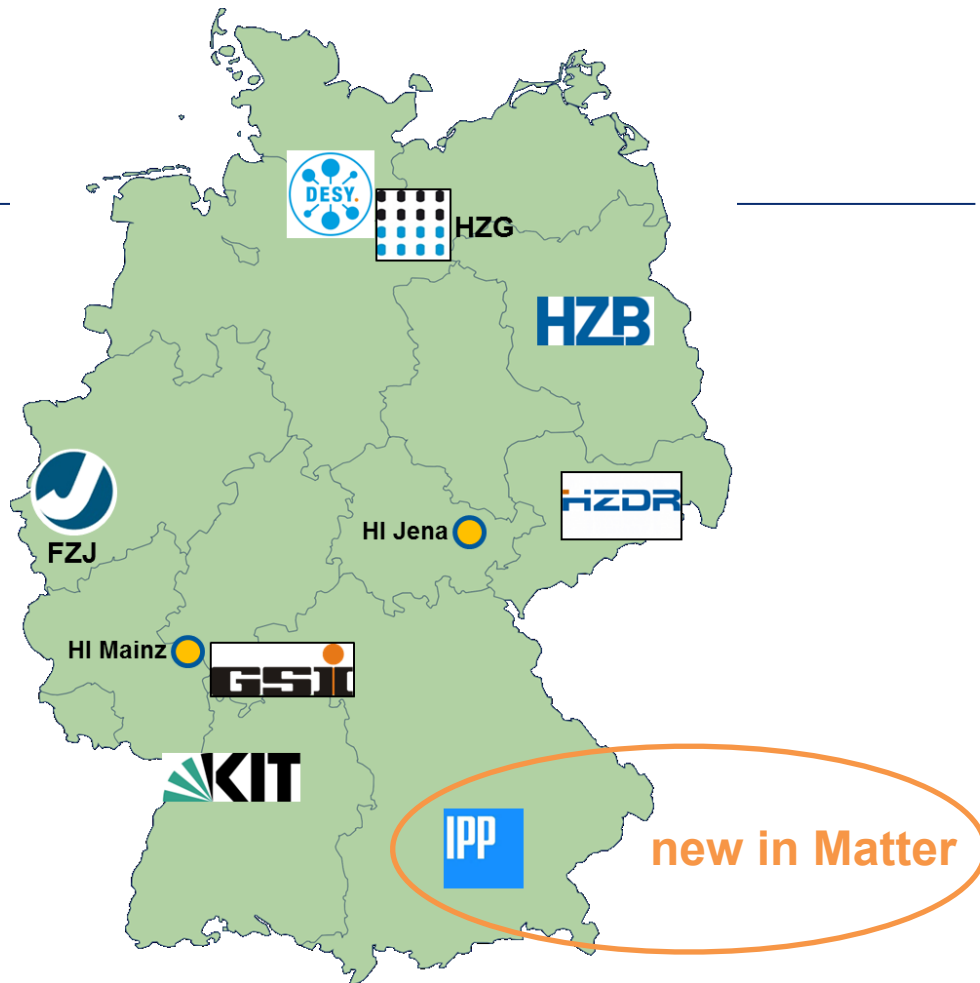 DESY.
HZG
HZB
HZDR
FZJ
HI Jena
HI Mainz
GSI
KIT
IPP
new in Matter